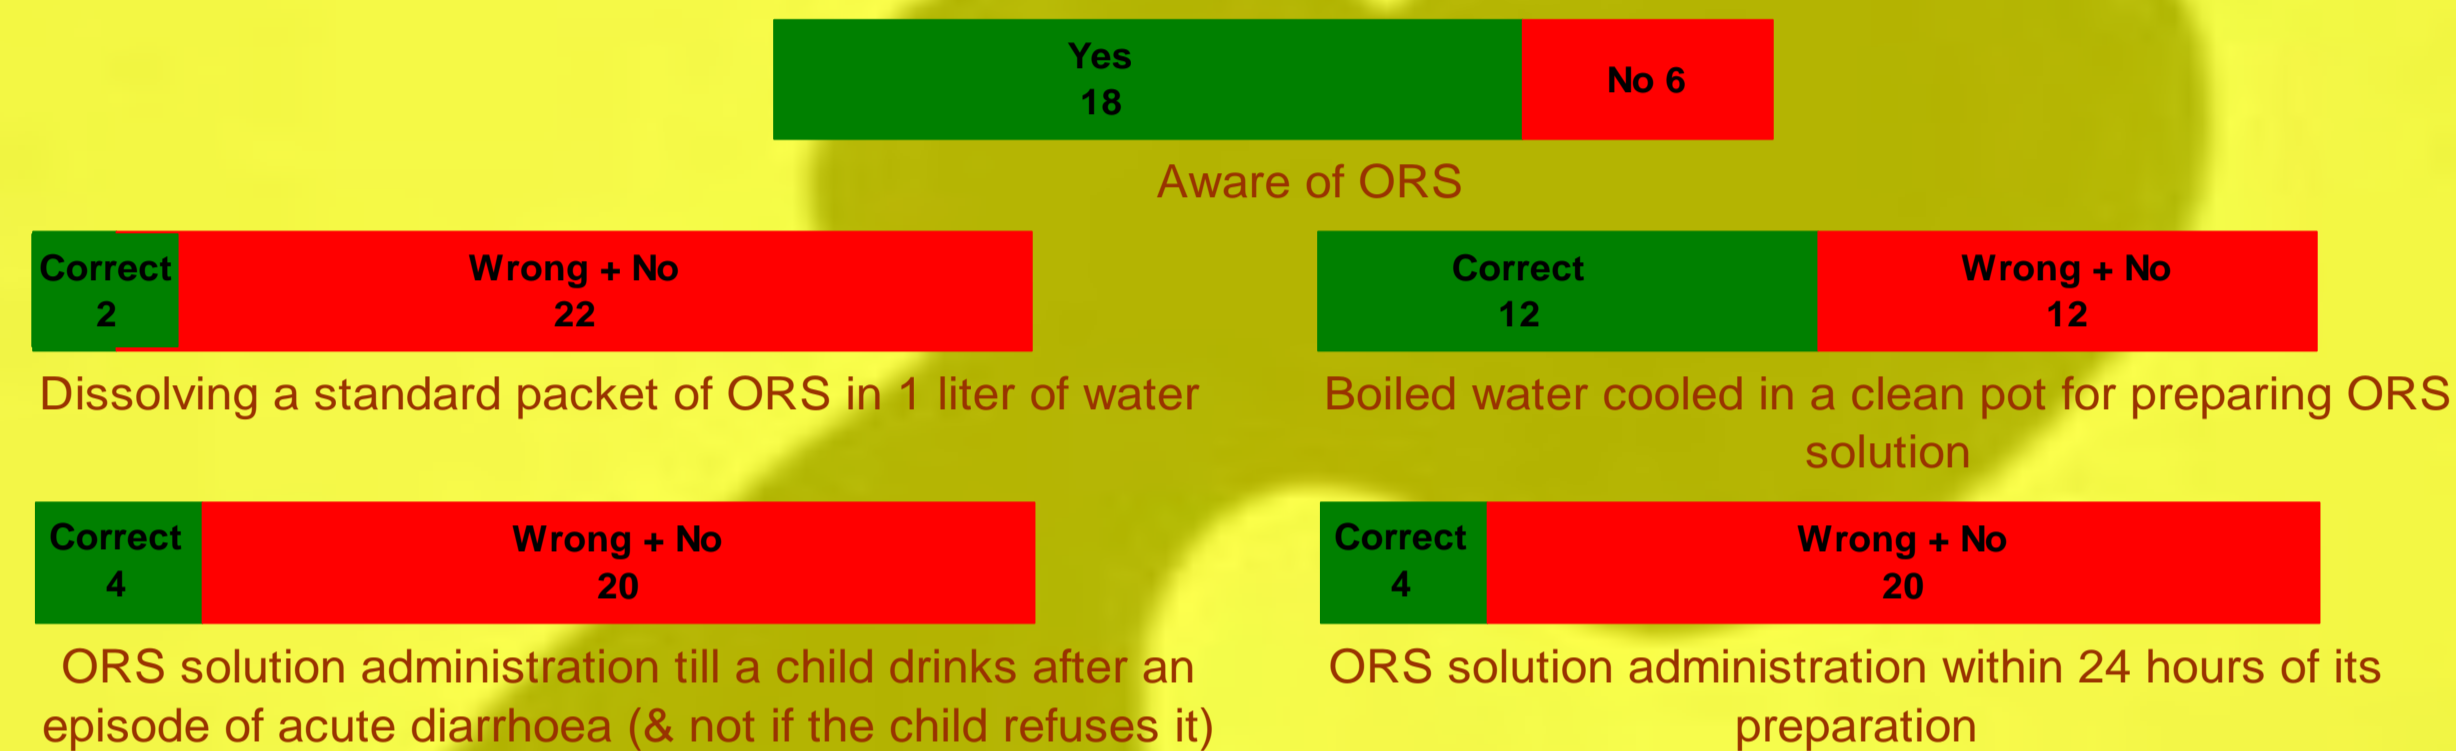 Yes
18
No 6
Aware of ORS
Correct
2
Wrong + No
22
Dissolving a standard packet of ORS in 1 liter of water
Correct
12
Wrong + No
12
Boiled water cooled in a clean pot for preparing ORS
solution
Correct
4
Wrong + No
20
ORS solution administration till a child drinks after an
episode of acute diarrhoea (& not if the child refuses it)
Correct
4
Wrong + No
20
ORS solution administration within 24 hours of its
preparation